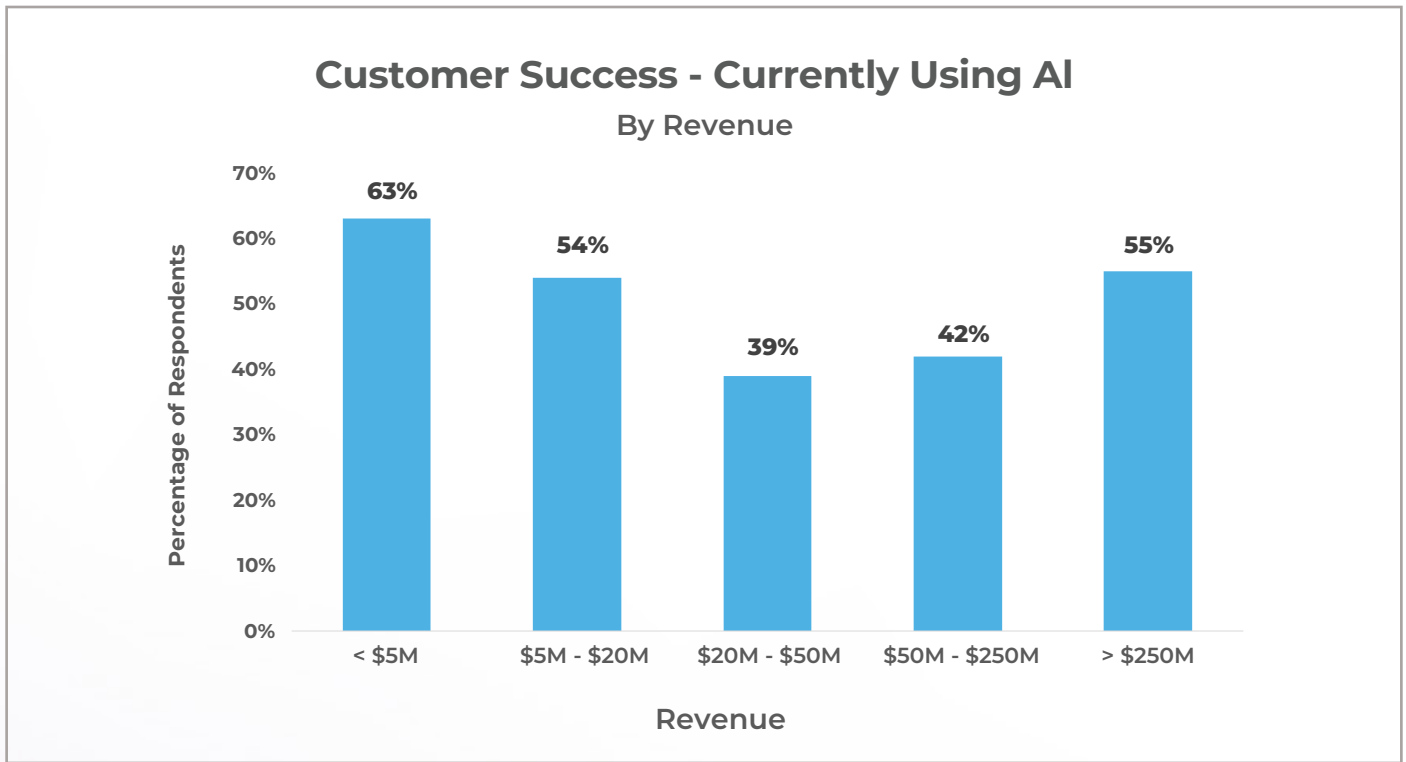 Customer Success - Currently Using AI
By Revenue
Percentage of Respondents
70%
60%
50%
40%
30%
20%
10%
0%
63%
54%
39%
42%
55%
< $5M
$5M - $20M
$20M - $50M
$50M - $250M
> $250M
Revenue